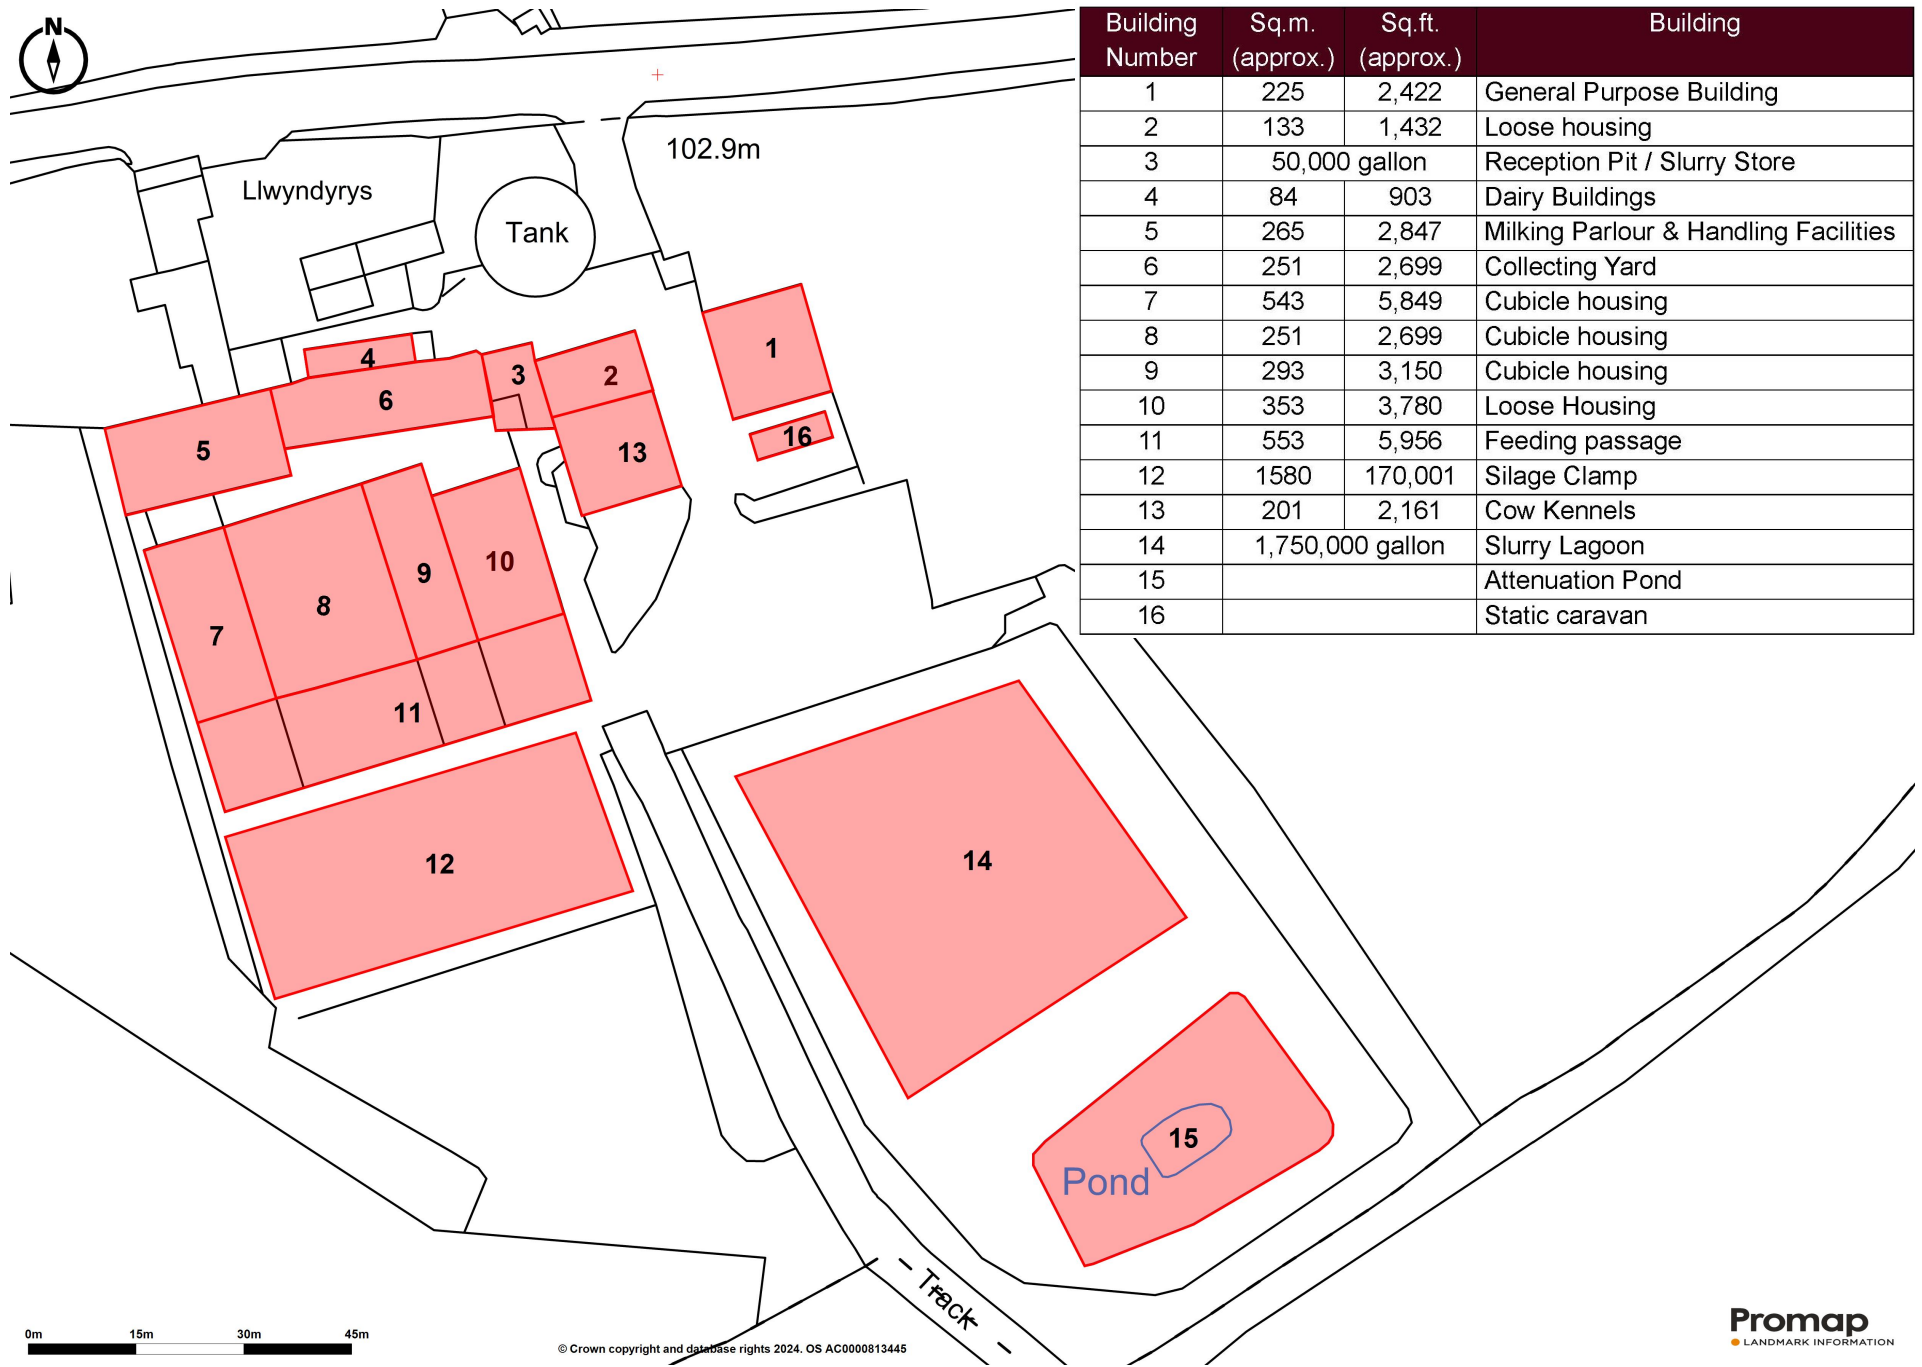 N
Llwyndyrys
Tank
102.9m
1
2
3
4
5
6
7
8
9
10
11
12
13
14
15
16
Pond
Track
Building Number Sq.m. (approx.) Sq.ft. (approx.) Building
1 225 2,422 General Purpose Building
2 133 1,432 Loose housing
3 50,000 gallon Reception Pit / Slurry Store
4 84 903 Dairy Buildings
5 265 2,847 Milking Parlour & Handling Facilities
6 251 2,699 Collecting Yard
7 543 5,849 Cubicle housing
8 251 2,699 Cubicle housing
9 293 3,150 Cubicle housing
10 353 3,780 Loose Housing
11 553 5,956 Feeding passage
12 1580 170,001 Silage Clamp
13 201 2,161 Cow Kennels
14 1,750,000 gallon Slurry Lagoon
15 Attenuation Pond
16 Static caravan
0m 15m 30m 45m
© Crown copyright and database rights 2024. OS AC0000813445
Promap
LANDMARK INFORMATION